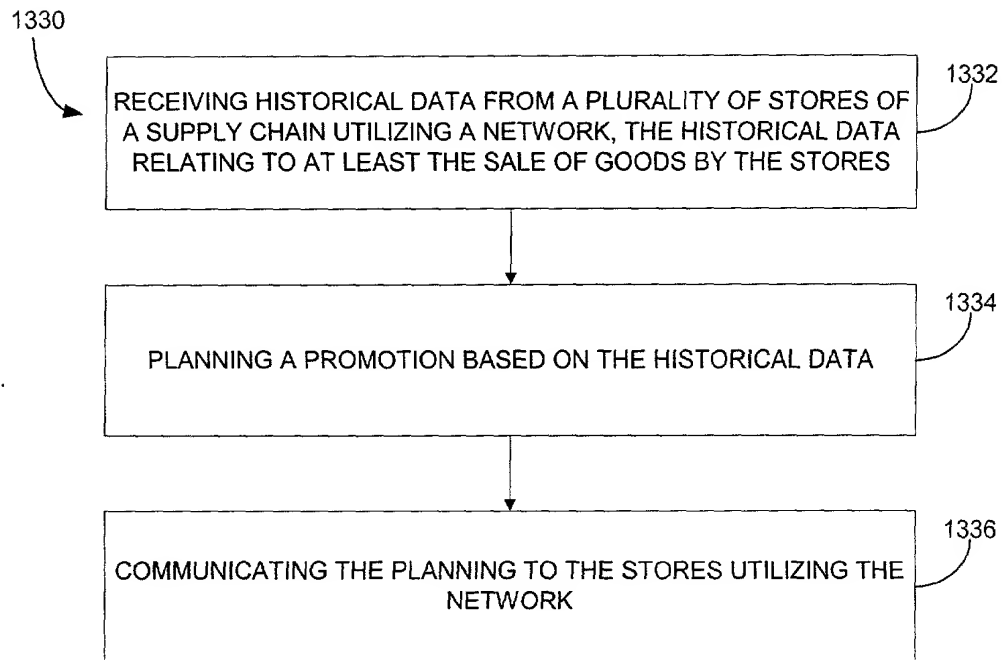 1330
RECEIVING HISTORICAL DATA FROM A PLURALITY OF STORES OF
A SUPPLY CHAIN UTILIZING A NETWORK, THE HISTORICAL DATA
RELATING TO AT LEAST THE SALE OF GOODS BY THE STORES
1332
PLANNING A PROMOTION BASED ON THE HISTORICAL DATA
1334
COMMUNICATING THE PLANNING TO THE STORES UTILIZING THE
NETWORK
1336